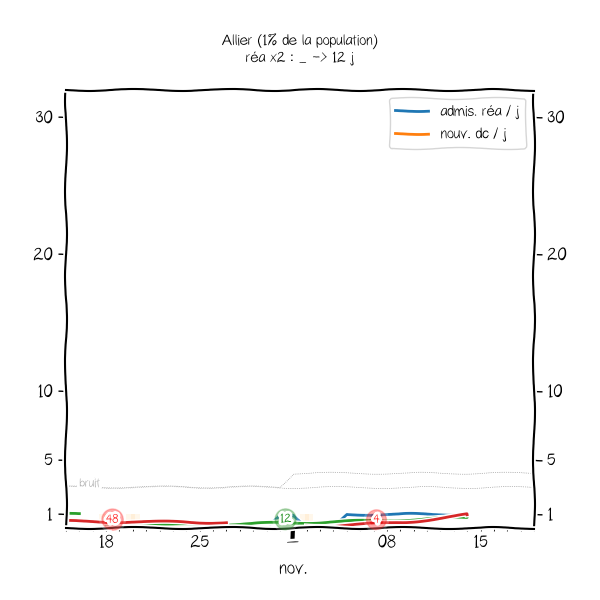 Allier (1% de la population)
réa x2 : _ -> 12 j
admis. réa / j
nouv. dc / j
30 30
20 20
10 10
5 5
bruit
1 48 12 4 1
18 25 1 08 15
nov.